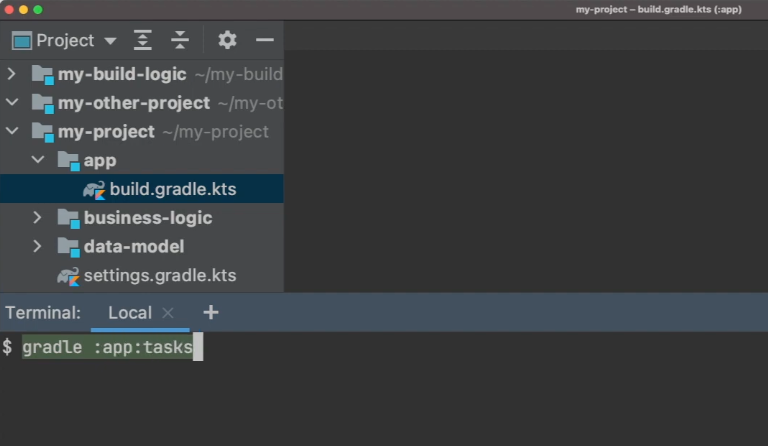 my-project – build.gradle.kts (:app)
Project
my-build-logic ~/my-build
my-other-project ~/my-ot
my-project ~/my-project
app
build.gradle.kts
business-logic
data-model
settings.gradle.kts
Terminal: Local × +
$ gradle :app:tasks